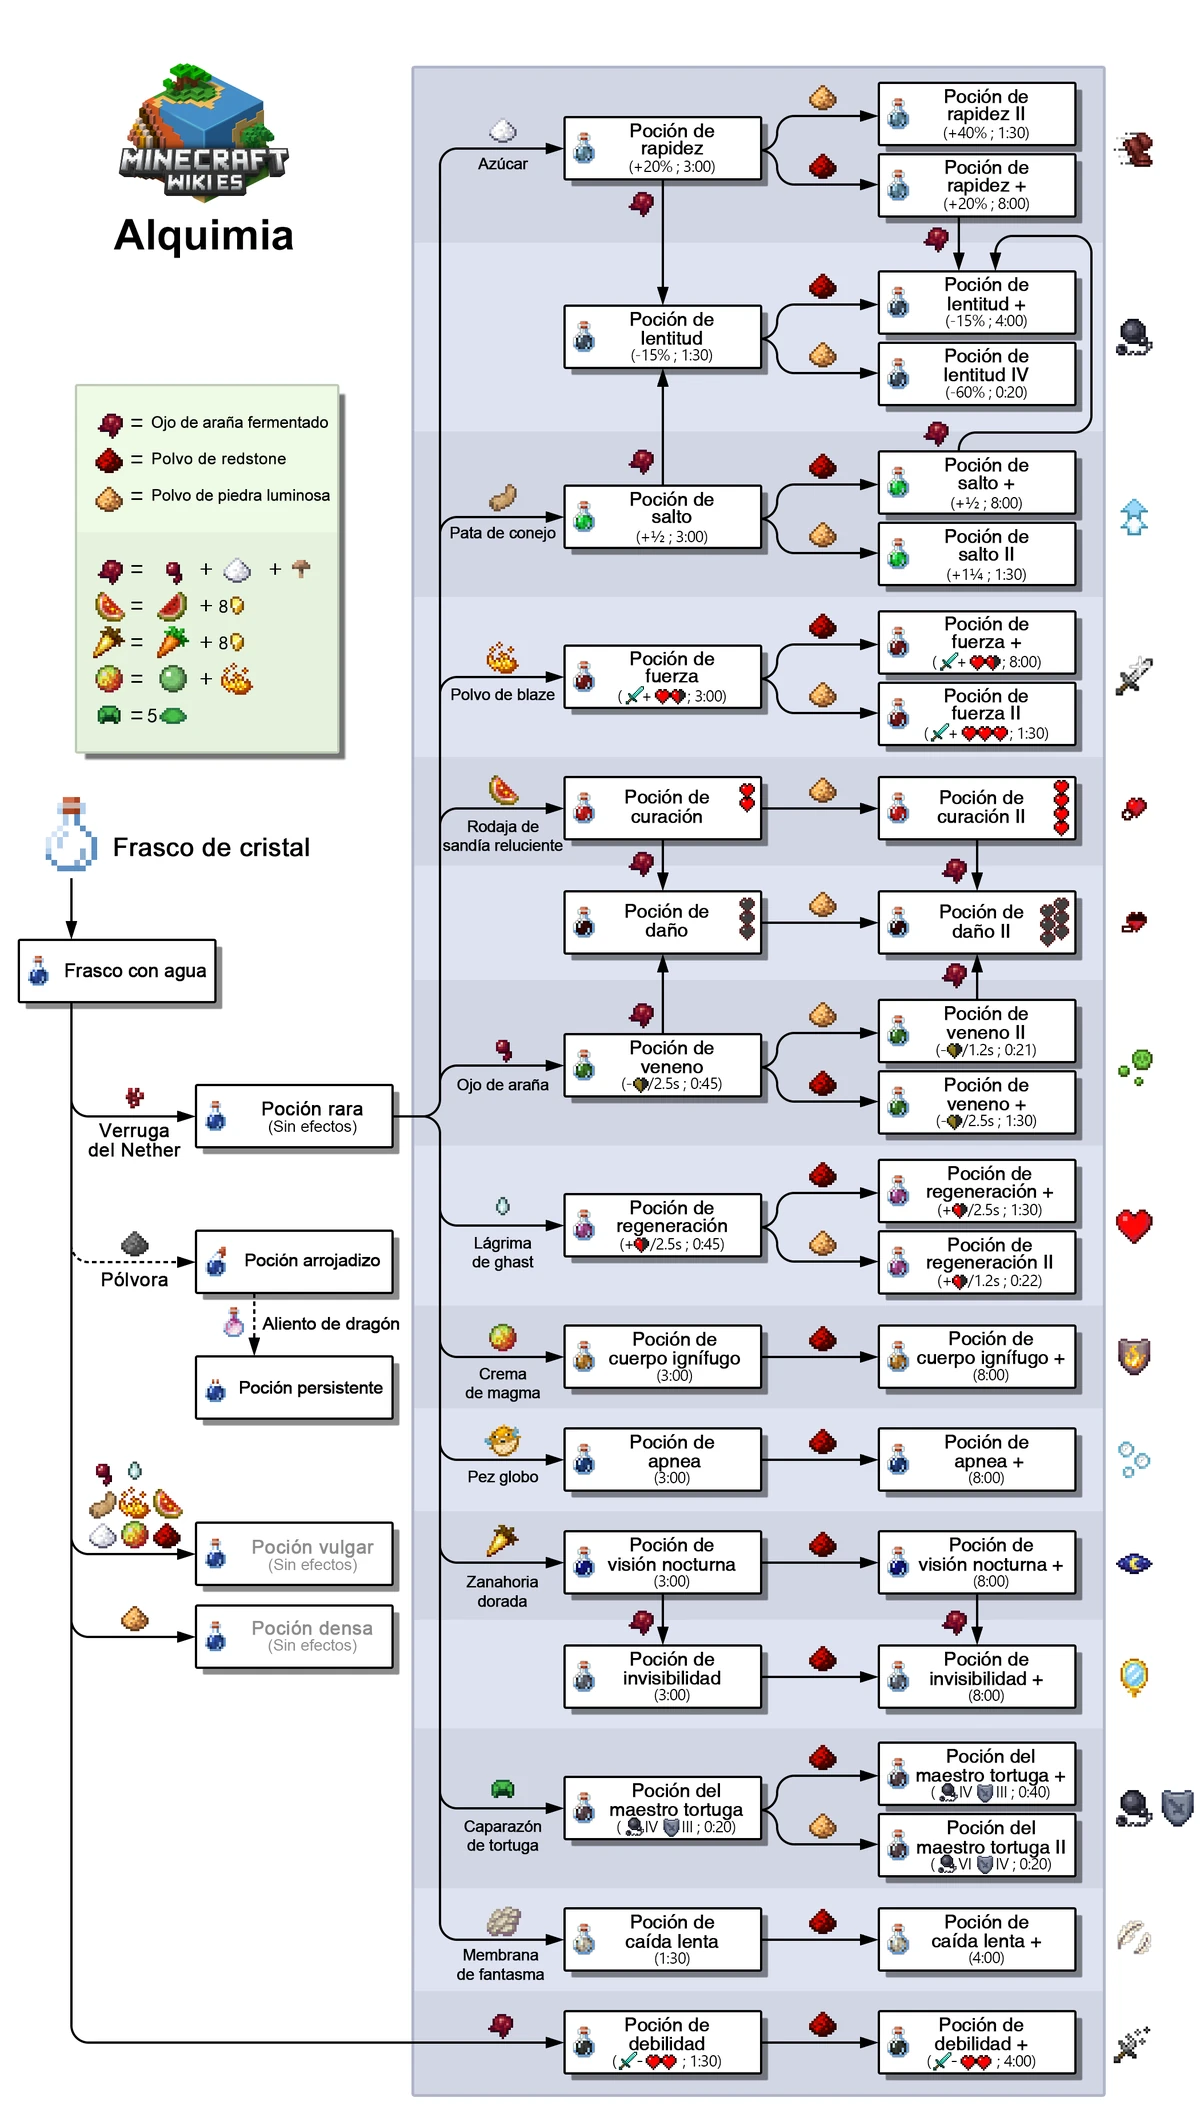 MINECRAFT
WIKI ES
Alquimia
= Ojo de araña fermentado
= Polvo de redstone
= Polvo de piedra luminosa
= + +
= + 8
= + 8
= +
= 5
Frasco de cristal
Frasco con agua
Verruga
del Nether
Poción rara
(Sin efectos)
Pólvora
Poción arrojadizo
Aliento de dragón
Poción persistente
Poción vulgar
(Sin efectos)
Poción densa
(Sin efectos)
Azúcar
Poción de
rapidez
(+20% ; 3:00)
Poción de
rapidez II
(+40% ; 1:30)
Poción de
rapidez +
(+20% ; 8:00)
Poción de
lentitud
(-15% ; 1:30)
Poción de
lentitud +
(-15% ; 4:00)
Poción de
lentitud IV
(-60% ; 0:20)
Pata de conejo
Poción de
salto
(+½ ; 3:00)
Poción de
salto +
(+½ ; 8:00)
Poción de
salto II
(+1¼ ; 1:30)
Polvo de blaze
Poción de
fuerza
( + ; 3:00)
Poción de
fuerza +
( + ; 8:00)
Poción de
fuerza II
( + ; 1:30)
Rodaja de
sandía reluciente
Poción de
curación
Poción de
curación II
Poción de
daño
Poción de
daño II
Ojo de araña
Poción de
veneno
(- /2.5s ; 0:45)
Poción de
veneno II
(- /1.2s ; 0:21)
Poción de
veneno +
(- /2.5s ; 1:30)
Lágrima
de ghast
Poción de
regeneración
(+ /2.5s ; 0:45)
Poción de
regeneración +
(+ /2.5s ; 1:30)
Poción de
regeneración II
(+ /1.2s ; 0:22)
Crema
de magma
Poción de
cuerpo ignífugo
(3:00)
Poción de
cuerpo ignífugo +
(8:00)
Pez globo
Poción de
apnea
(3:00)
Poción de
apnea +
(8:00)
Zanahoria
dorada
Poción de
visión nocturna
(3:00)
Poción de
visión nocturna +
(8:00)
Poción de
invisibilidad
(3:00)
Poción de
invisibilidad +
(8:00)
Caparazón
de tortuga
Poción del
maestro tortuga
( IV III ; 0:20)
Poción del
maestro tortuga +
( IV III ; 0:40)
Poción del
maestro tortuga II
( VI IV ; 0:20)
Membrana
de fantasma
Poción de
caída lenta
(1:30)
Poción de
caída lenta +
(4:00)
Poción de
debilidad
( - ; 1:30)
Poción de
debilidad +
( - ; 4:00)